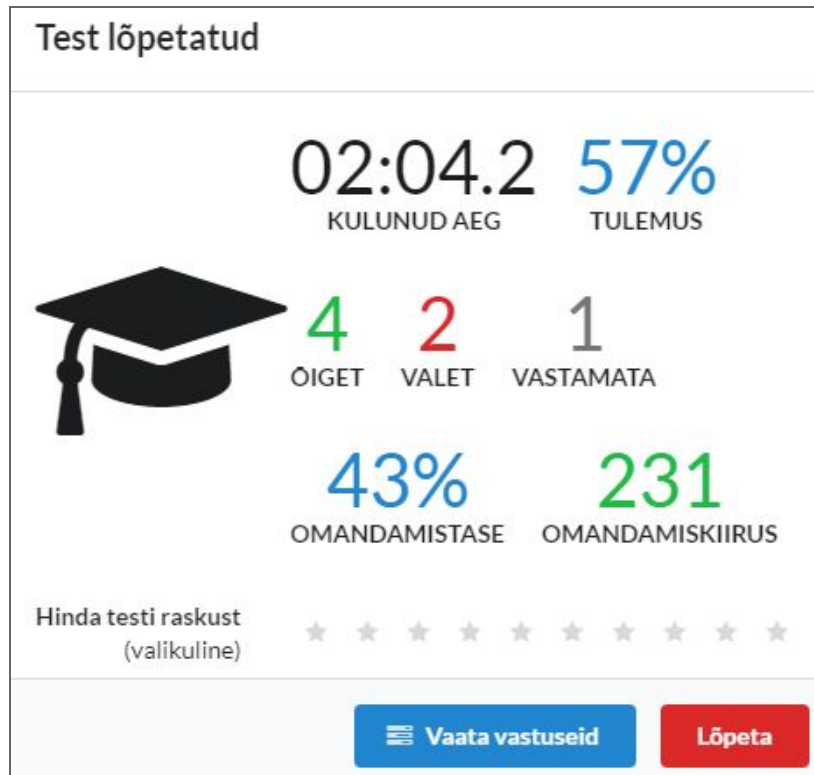 Test lõpetatud
02:04.2 57%
KULUNUD AEG TULEMUS
4 2 1
ÕIGET VALET VASTAMATA
43% 231
OMANDAMISTASE OMANDAMISKIIRUS
Hinda testi raskust
(valikuline)
Vaata vastuseid Lõpeta